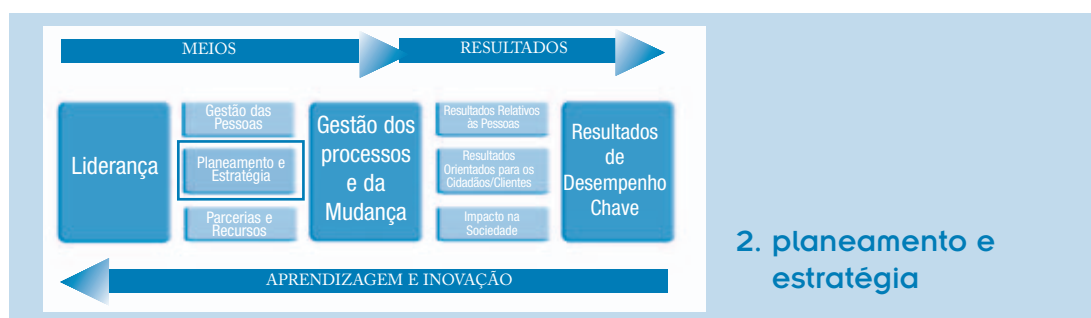 MEIOS
RESULTADOS
Liderança
Gestão das
Pessoas
Planeamento e
Estratégia
Parcerias e
Recursos
Gestão dos
processos
e da
Mudança
Resultados Relativos
às Pessoas
Resultados
Orientados para os
Cidadãos/Clientes
Impacto na
Sociedade
Resultados
de
Desempenho
Chave
APRENDIZAGEM E INOVAÇÃO
2. planeamento e
estratégia